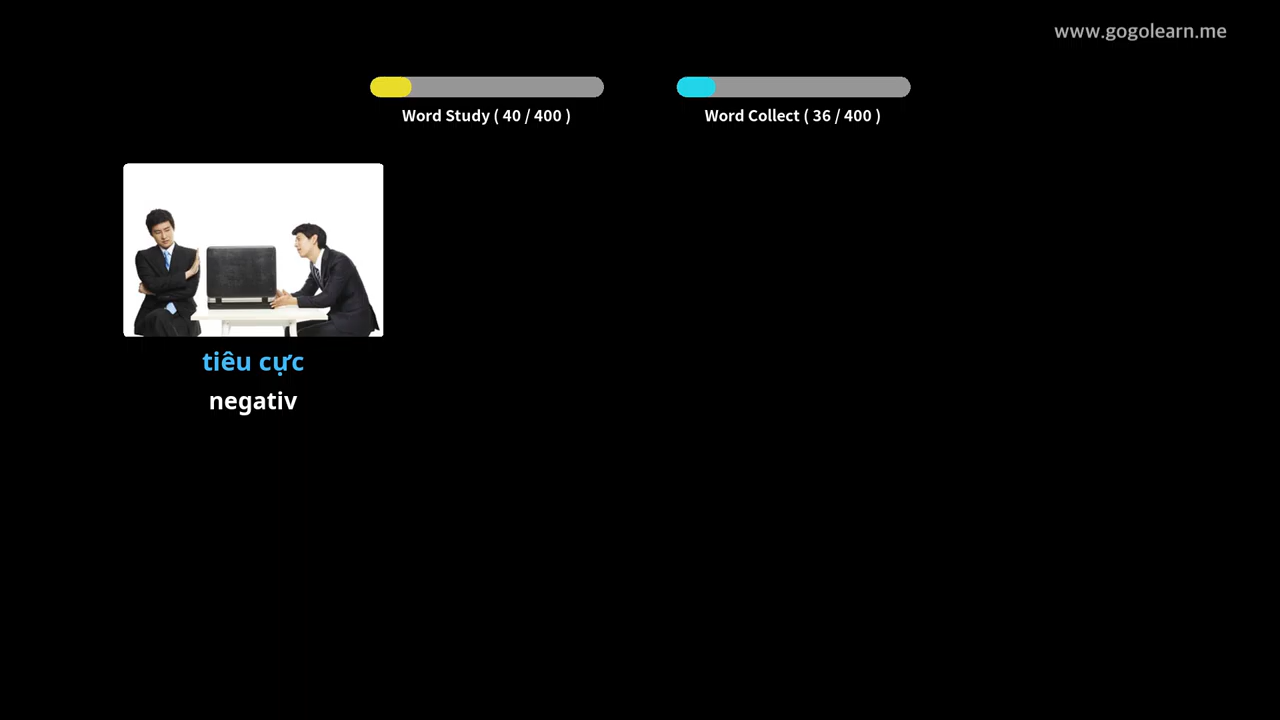 www.gogolearn.me
Word Study ( 40 / 400 )
Word Collect ( 36 / 400 )
tiêu cực
negativ